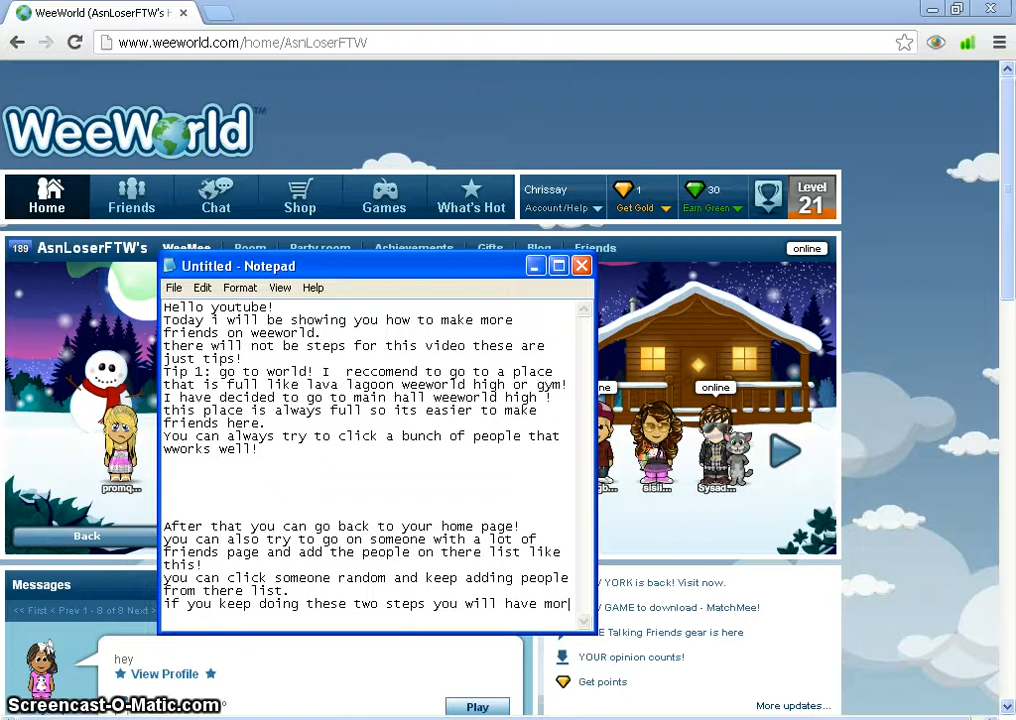 WeeWorld (AsnLoserFTW's H
www.weeworld.com/home/AsnLoserFTW
WeeWorld™
Home
Friends
Chat
Shop
Games
What's Hot
Chrissay
Account/Help
1
Get Gold
30
Earn Green
Level
21
189 AsnLoserFTW's
WeeMee Room Party room Achievements Gifts Blog Friends
online
Untitled - Notepad
File Edit Format View Help
Hello youtube!
Today i will be showing you how to make more
friends on weeworld.
there will not be steps for this video these are
just tips!
Tip 1: go to world! I reccomend to go to a place
that is full like lava lagoon weeworld high or gym!
I have decided to go to main hall weeworld high !
this place is always full so its easier to make
friends here.
You can always try to click a bunch of people that
wworks well!
After that you can go back to your home page!
you can also try to go on someone with a lot of
friends page and add the people on there list like
this!
you can click someone random and keep adding people
from there list.
if you keep doing these two steps you will have mor
online
promq...
sisil...
Sysad...
Back
Messages
<< First < Prev 1 - 8 of 8 Next >
hey
View Profile
Play
YORK is back! Visit now.
GAME to download - MatchMee!
Talking Friends gear is here
YOUR opinion counts!
Get points
More updates...
Screencast-O-Matic.com